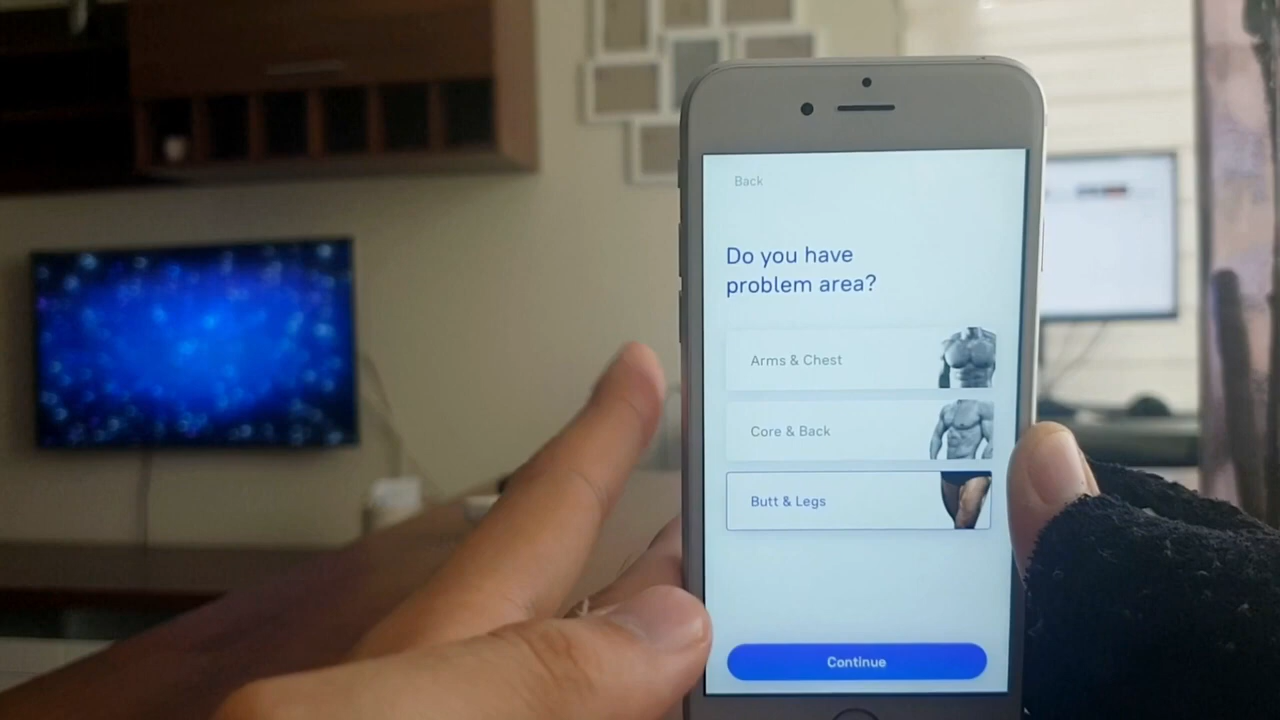 Back
Do you have
problem area?
Arms & Chest
Core & Back
Butt & Legs
Continue